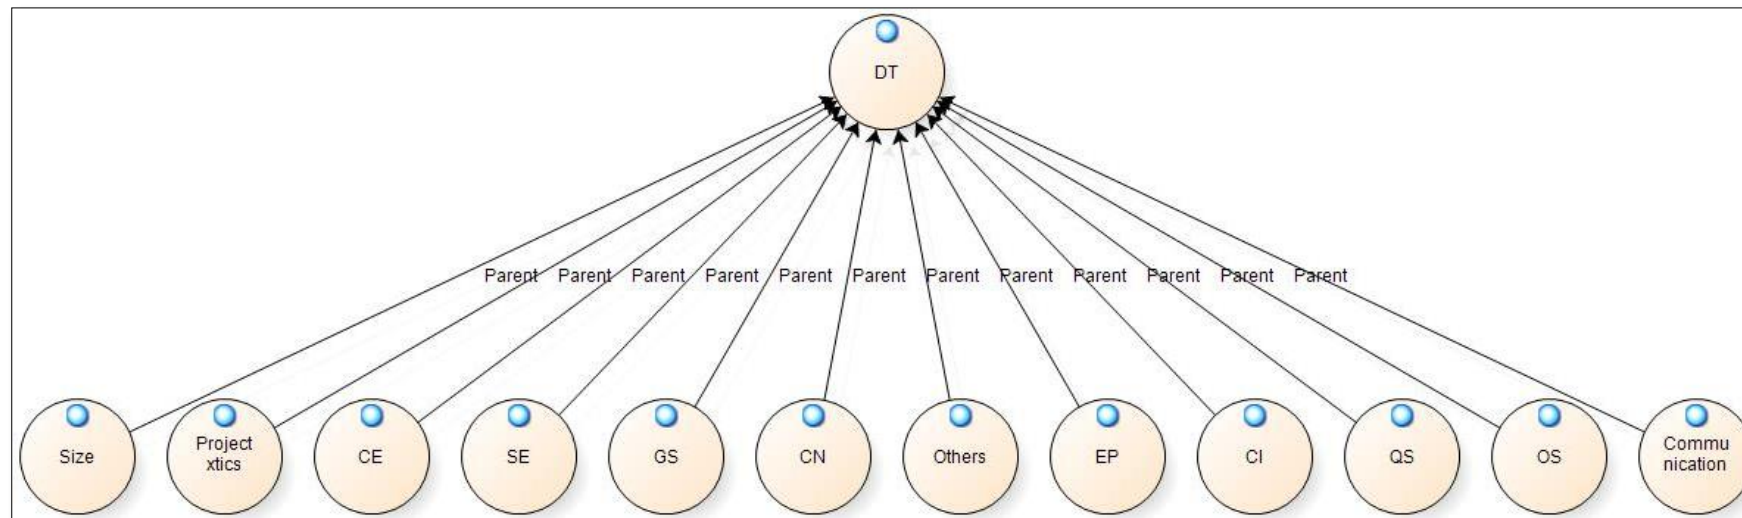 DT
Parent Parent Parent Parent Parent Parent Parent Parent Parent Parent Parent Parent
Size
Project
xtics
CE
SE
GS
CN
Others
EP
CI
QS
OS
Commu
nication